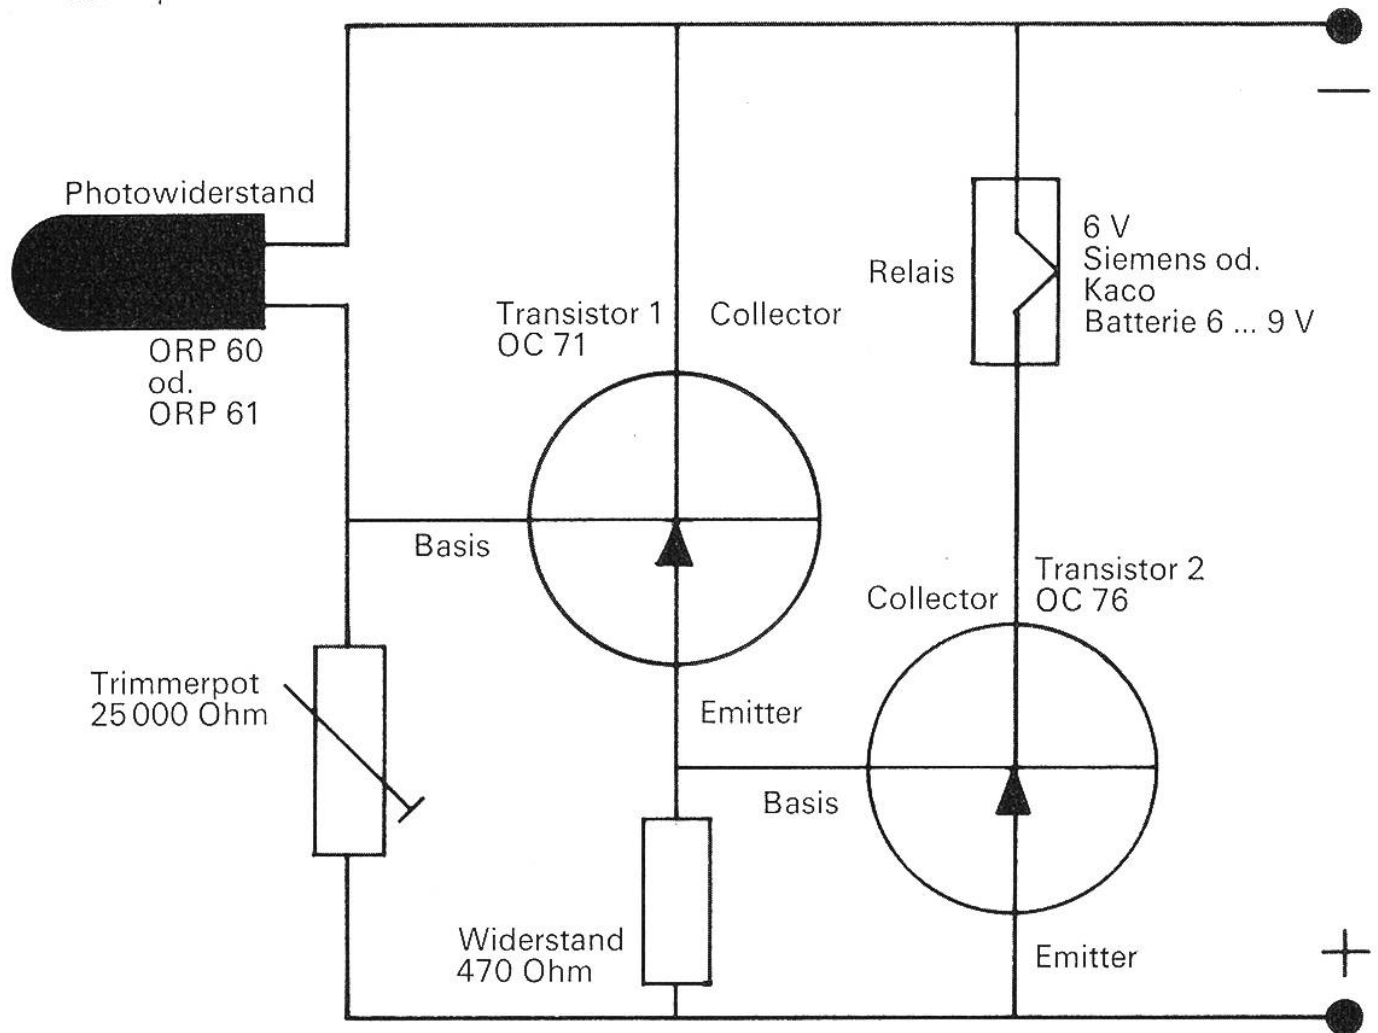 Photowiderstand
ORP 60
od.
ORP 61
Transistor 1
OC 71
Collector
Relais
6 V
Siemens od.
Kaco
Batterie 6 ... 9 V
−
Basis
Trimmerpot
25 000 Ohm
Emitter
Transistor 2
OC 76
Collector
Basis
Widerstand
470 Ohm
Emitter
+